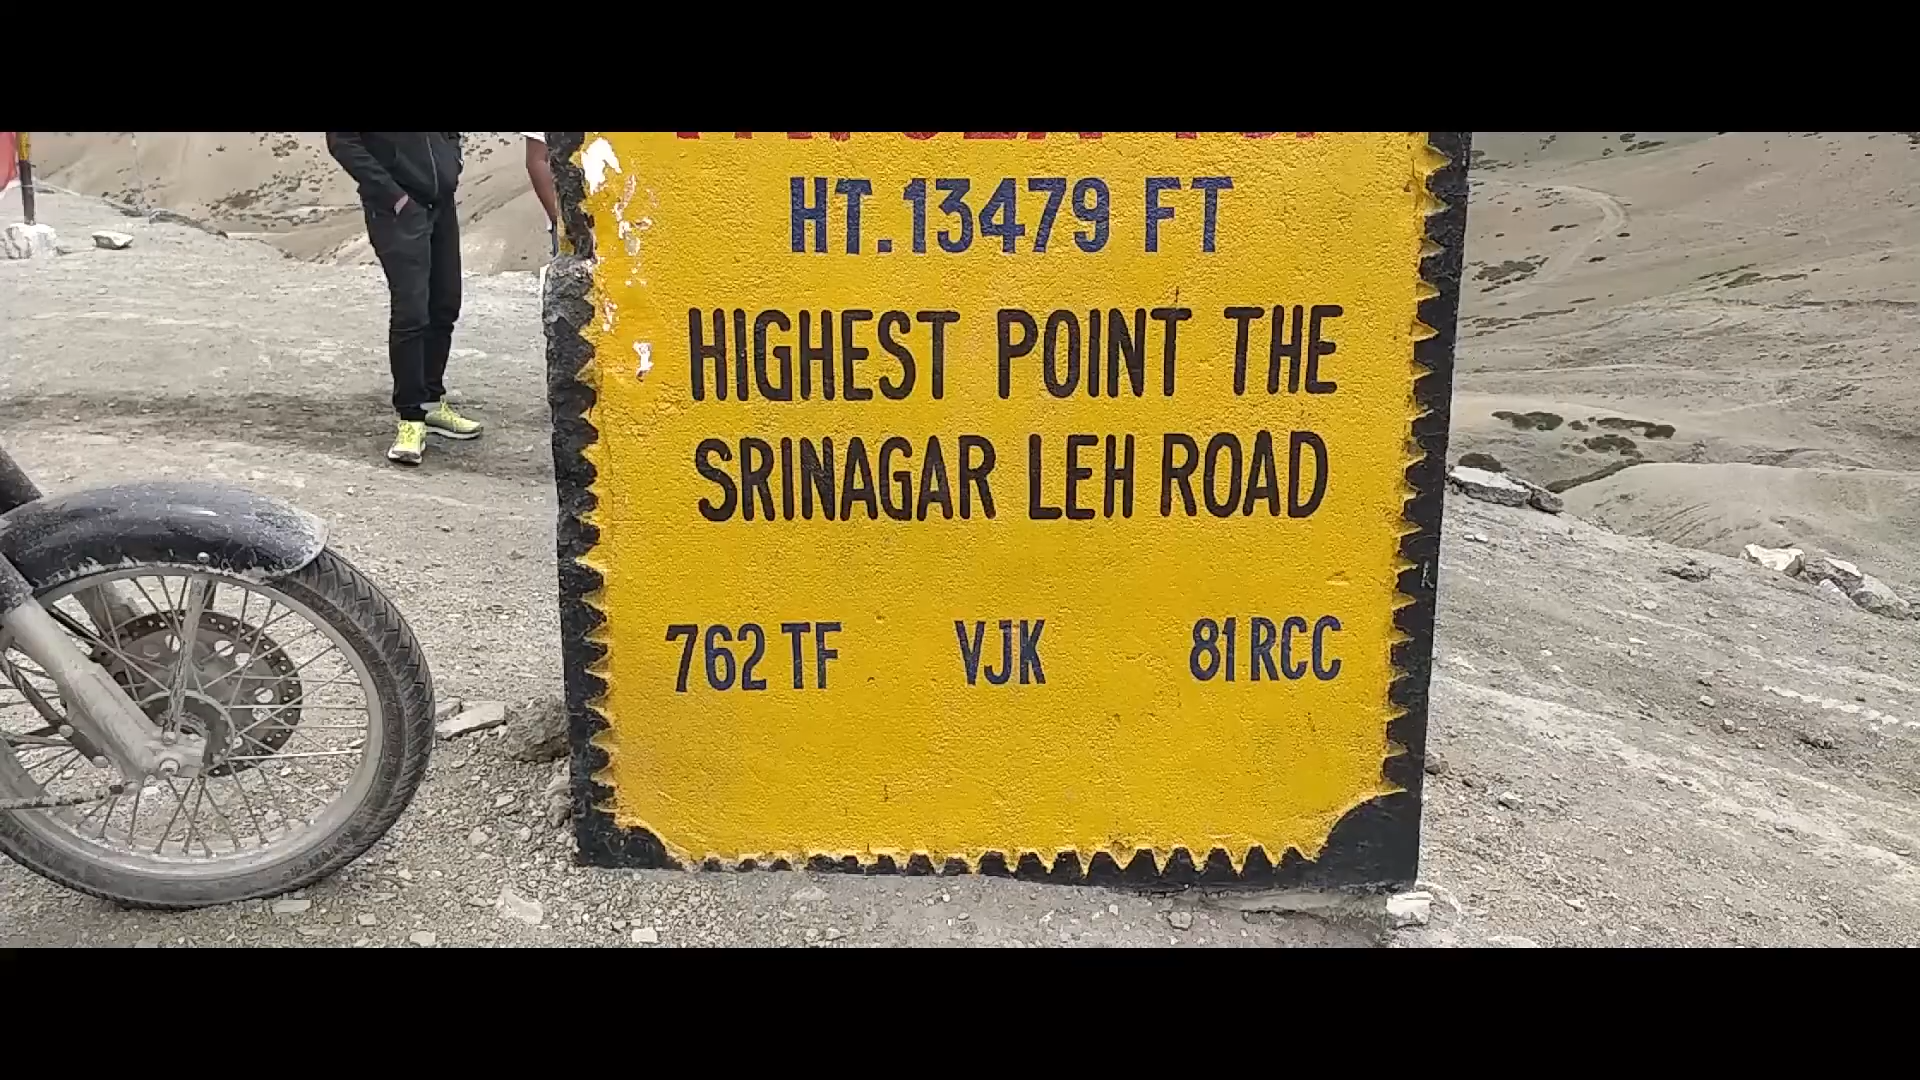 HT.13479 FT
HIGHEST POINT THE
SRINAGAR LEH ROAD
762 TF VJK 81 RCC